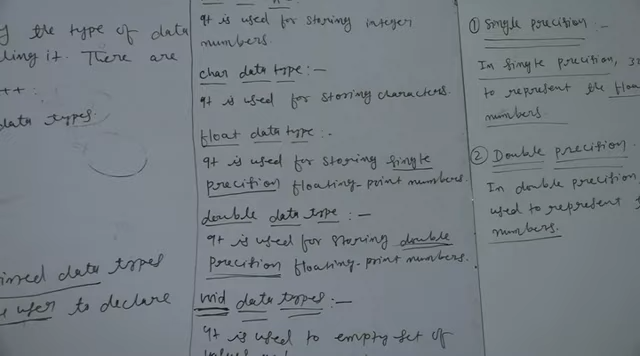 the type of data
ling it. There are
++ :
data types.
data types
user to declare
It is used for storing integer
numbers.
char data type :-
It is used for storing characters.
float data type :-
It is used for storing single
precision floating-point numbers.
double data type :-
It is used for storing double
precision floating-point numbers.
void data types :-
It is used to empty set of
① Single precision :-
In single precision, 32
to represent the floa
numbers.
② Double precision.
In double precision
used to represent
numbers.